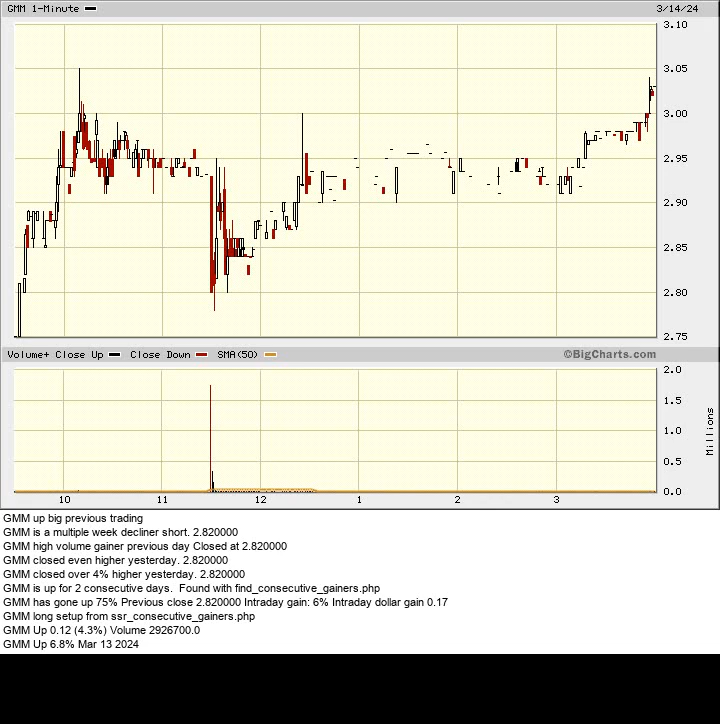 GMM 1-Minute 3/14/24
3.10
3.05
3.00
2.95
2.90
2.85
2.80
2.75
Volume+ Close Up Close Down SMA(50) ©BigCharts.com
2.0
1.5
1.0
0.5
0.0
Millions
10 11 12 1 2 3
GMM up big previous trading
GMM is a multiple week decliner short. 2.820000
GMM high volume gainer previous day Closed at 2.820000
GMM closed even higher yesterday. 2.820000
GMM closed over 4% higher yesterday. 2.820000
GMM is up for 2 consecutive days.  Found with find_consecutive_gainers.php
GMM has gone up 75% Previous close 2.820000 Intraday gain: 6% Intraday dollar gain 0.17
GMM long setup from ssr_consecutive_gainers.php
GMM Up 0.12 (4.3%) Volume 2926700.0
GMM Up 6.8% Mar 13 2024